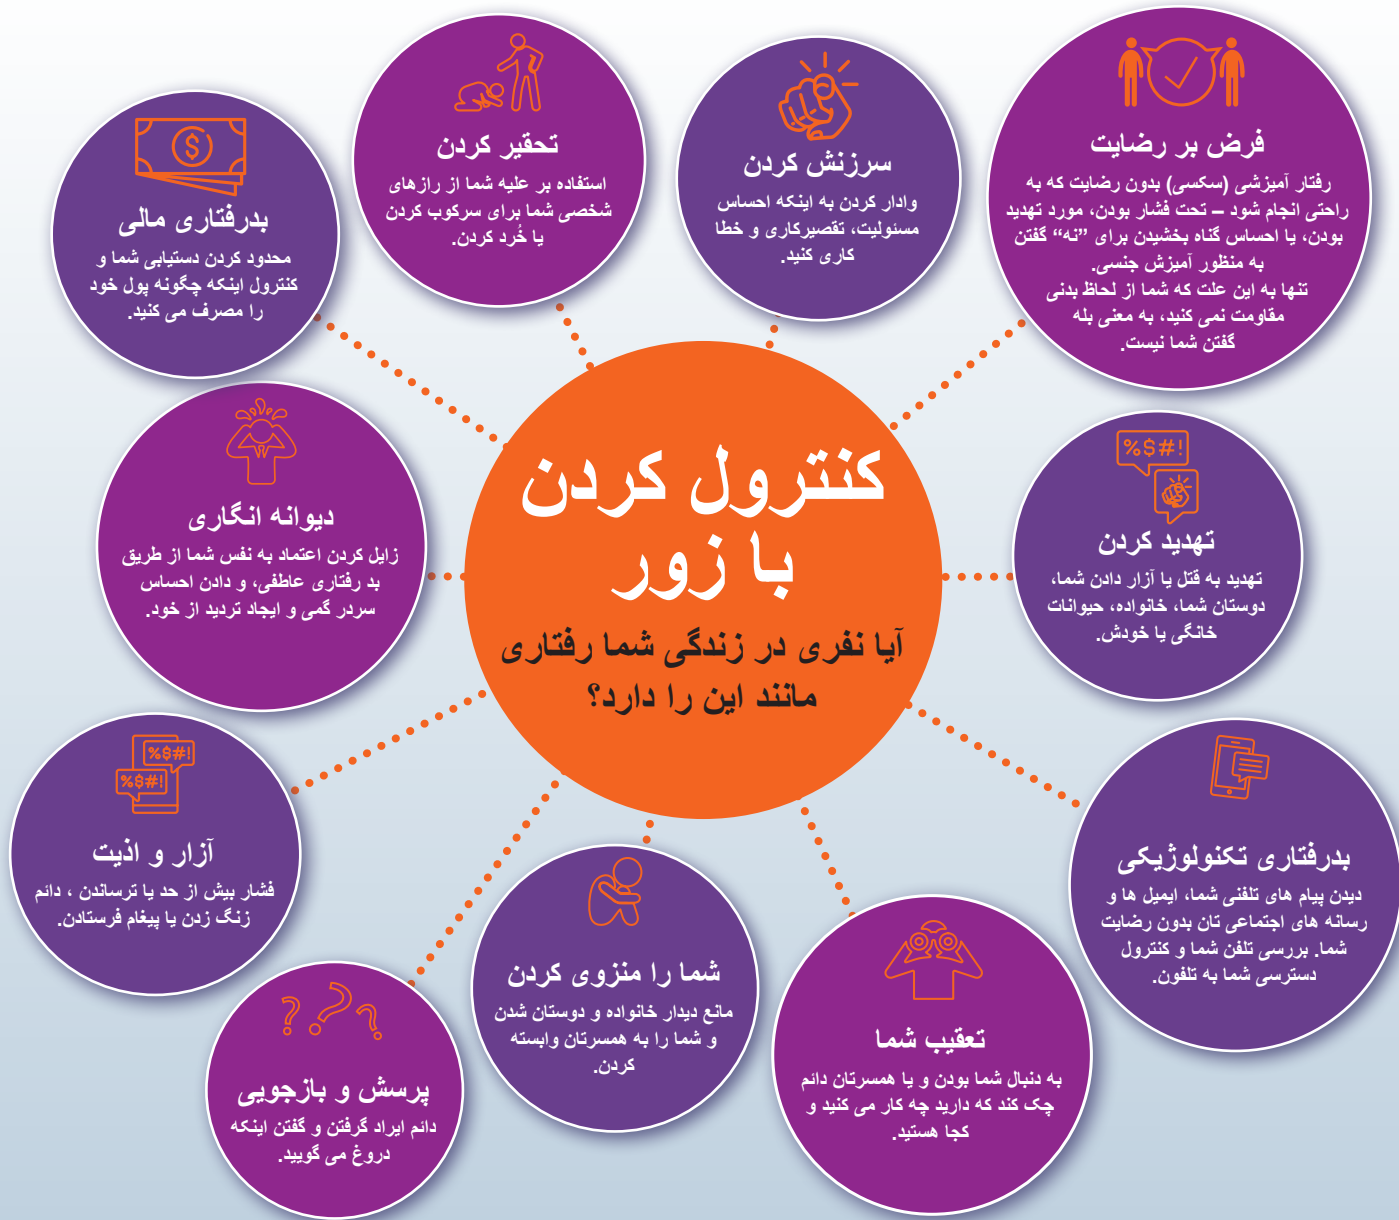 کنترول کردن
با زور
آیا نفری در زندگی شما رفتاری
مانند این را دارد؟
فرض بر رضایت
رفتار آمیزشی (سکسی) بدون رضایت که به
راحتی انجام شود – تحت فشار بودن، مورد تهدید
بودن، یا احساس گناه بخشیدن برای ”نه“ گفتن
به منظور آمیزش جنسی.
تنها به این علت که شما از لحاظ بدنی
مقاومت نمی کنید، به معنی بله
گفتن شما نیست.
%$#!
تهدید کردن
تهدید به قتل یا آزار دادن شما،
دوستان شما، خانواده، حیوانات
خانگی یا خودش.
بدرفتاری تکنولوژیکی
دیدن پیام های تلفنی شما، ایمیل ها و
رسانه های اجتماعی تان بدون رضایت
شما. بررسی تلفن شما و کنترول
دسترسی شما به تلفون.
تعقیب شما
به دنبال شما بودن و یا همسرتان دائم
چک کند که دارید چه کار می کنید و
کجا هستید.
شما را منزوی کردن
مانع دیدار خانواده و دوستان شدن
و شما را به همسرتان وابسته
کردن.
???
پرسش و بازجویی
دائم ایراد گرفتن و گفتن اینکه
دروغ می گویید.
%$#!
%$#!
آزار و اذیت
فشار بیش از حد یا ترساندن ، دائم
زنگ زدن یا پیغام فرستادن.
دیوانه انگاری
زایل کردن اعتماد به نفس شما از طریق
بد رفتاری عاطفی، و دادن احساس
سردر گمی و ایجاد تردید از خود.
$
بدرفتاری مالی
محدود کردن دستیابی شما و
کنترول اینکه چگونه پول خود
را مصرف می کنید.
تحقیر کردن
استفاده بر علیه شما از رازهای
شخصی شما برای سرکوب کردن
یا خُرد کردن.
سرزنش کردن
وادار کردن به اینکه احساس
مسئولیت، تقصیرکاری و خطا
کاری کنید.